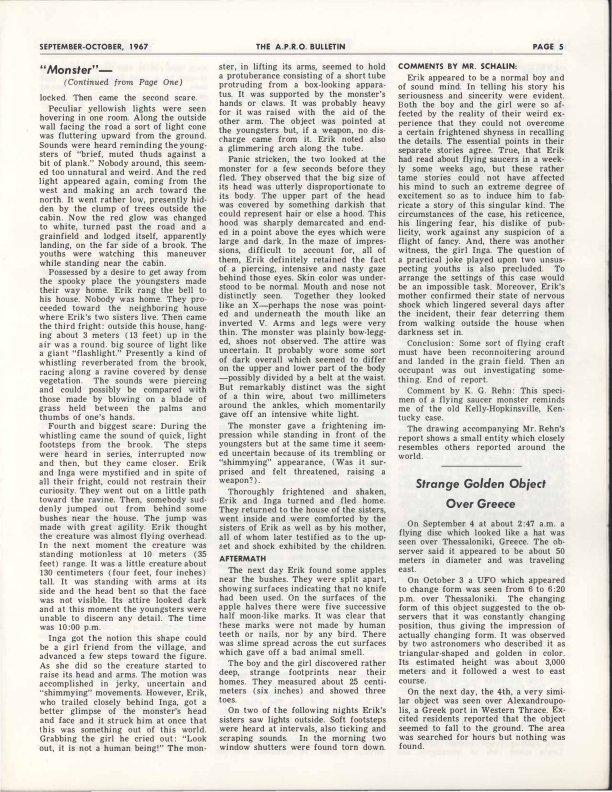 SEPTEMBER-OCTOBER, 1967
THE A.P.R.O. BULLETIN
PAGE 5
"Monster"—
(Continued from Page One)
locked. Then came the second scare.
Peculiar yellowish lights were seen
hovering in one room. Along the outside
wall facing the road a sort of light cone
was fluttering upward from the ground.
Sounds were heard reminding the young-
sters of "brief, muted thuds against a
bit of plank." Nobody around, this seem-
ed too unnatural and weird. And the red
light appeared again, coming from the
west and making an arch toward the
north. It went rather low, presently hid-
den by the clump of trees outside the
cabin. Now the red glow was changed
to white, turned past the road and a
grainfield and lodged itself, apparently
landing, on the far side of a brook. The
youths were watching this maneuver
while standing near the cabin.
Possessed by a desire to get away from
the spooky place the youngsters made
their way home. Erik rang the bell to
his house. Nobody was home. They pro-
ceeded toward the neighboring house
where Erik's two sisters live. Then came
the third fright: outside this house, hang-
ing about 3 meters (13 feet) up in the
air was a round. big source of light like
a giant "flashlight." Presently a kind of
whistling reverberated from the brook,
racing along a ravine covered by dense
vegetation. The sounds were piercing
and could possibly be compared with
those made by blowing on a blade of
grass held between the palms and
thumbs of one's hands.
Fourth and biggest scare: During the
whistling came the sound of quick, light
footsteps from the brook. The steps
were heard in series, interrupted now
and then, but they came closer. Erik
and Inga were mystified and in spite of
all their fright, could not restrain their
curiosity. They went out on a little path
toward the ravine. Then, somebody sud-
denly jumped out from behind some
bushes near the house. The jump was
made with great agility. Erik thought
the creature was almost flying overhead.
In the next moment the creature was
standing motionless at 10 meters (35
feet) range. It was a little creature about
130 centimeters (four feet, four inches)
tall. It was standing with arms at its
side and the head bent so that the face
was not visible. Its attire looked dark
and at this moment the youngsters were
unable to discern any detail. The time
was 10:00 p.m.
Inga got the notion this shape could
be a girl friend from the village, and
advanced a few steps toward the figure.
As she did so the creature started to
raise its head and arms. The motion was
accomplished in jerky, uncertain and
"shimmying" movements. However, Erik,
who trailed closely behind Inga, got a
better glimpse of the monster's head
and face and it struck him at once that
this was something out of this world.
Grabbing the girl he cried out: "Look
out, it is not a human being!" The mon-
ster, in lifting its arms, seemed to hold
a protuberance consisting of a short tube
protruding from a box-looking appara-
tus. It was supported by the monster's
hands or claws. It was probably heavy
for it was raised with the aid of the
other arm. The object was pointed at
the youngsters but, if a weapon, no dis-
charge came from it. Erik noted also
a glimmering arch along the tube.
Panic stricken, the two looked at the
monster for a few seconds before they
fled. They observed that the big size of
its head was utterly disproportionate to
its body. The upper part of the head
was covered by something darkish that
could represent hair or else a hood. This
hood was sharply demarcated and end-
ed in a point above the eyes which were
large and dark. In the maze of impres-
sions, difficult to account for, all of
them, Erik definitely retained the fact
of a piercing, intensive and nasty gaze
behind those eyes. Skin color was under-
stood to be normal. Mouth and nose not
distinctly seen. Together they looked
like an X—perhaps the nose was point-
ed and underneath the mouth like an
inverted V. Arms and legs were very
thin. The monster was plainly bow-legg-
ed, shoes not observed. The attire was
uncertain. It probably wore some sort
of dark overall which seemed to differ
on the upper and lower part of the body
—possibly divided by a belt at the waist.
But remarkably distinct was the sight
of a thin wire, about two millimeters
around the ankles, which momentarily
gave off an intensive white light.
The monster gave a frightening im-
pression while standing in front of the
youngsters but at the same time it seem-
ed uncertain because of its trembling or
"shimmying" appearance, (Was it sur-
prised and felt threatened, raising a
weapon?).
Thoroughly frightened and shaken,
Erik and Inga turned and fled home.
They returned to the house of the sisters,
went inside and were comforted by the
sisters of Erik as well as by his mother,
all of whom later testified as to the up-
set and shock exhibited by the children.
AFTERMATH
The next day Erik found some apples
near the bushes. They were split apart,
showing surfaces indicating that no knife
had been used. On the surfaces of the
apple halves there were five successive
half moon-like marks. It was clear that
these marks were not made by human
teeth or nails, nor by any bird. There
was slime spread across the cut surfaces
which gave off a bad animal smell.
The boy and the girl discovered rather
deep, strange footprints near their
homes. They measured about 25 centi-
meters (six inches) and showed three
toes.
On two of the following nights Erik's
sisters saw lights outside. Soft footsteps
were heard at intervals, also ticking and
scraping sounds. In the morning two
window shutters were found torn down.
COMMENTS BY MR. SCHALIN:
Erik appeared to be a normal boy and
of sound mind. In telling his story his
seriousness and sincerity were evident.
Both the boy and the girl were so af-
fected by the reality of their weird ex-
perience that they could not overcome
a certain frightened shyness in recalling
the details. The essential points in their
separate stories agree. True, that Erik
had read about flying saucers in a week-
ly some weeks ago, but these rather
tame stories could not have affected
his mind to such an extreme degree of
excitement so as to induce him to fab-
ricate a story of this singular kind. The
circumstances of the case, his reticence,
his lingering fear, his dislike of pub-
licity, work against any suspicion of a
flight of fancy. And, there was another
witness, the girl Inga. The question of
a practical joke played upon two unsus-
pecting youths is also precluded. To
arrange the settings of this case would
be an impossible task. Moreover, Erik's
mother confirmed their state of nervous
shock which lingered several days after
the incident, their fear deterring them
from walking outside the house when
darkness set in.
Conclusion: Some sort of flying craft
must have been reconnoitering around
and landed in the grain field. Then an
occupant was out investigating some-
thing. End of report.
Comment by K. G. Rehn: This speci-
men of a flying saucer monster reminds
me of the old Kelly-Hopkinsville, Ken-
tucky case.
The drawing accompanying Mr. Rehn's
report shows a small entity which closely
resembles others reported around the
world.
Strange Golden Object
Over Greece
On September 4 at about 2:47 a.m. a
flying disc which looked like a hat was
seen over Thessaloniki, Greece. The ob-
server said it appeared to be about 50
meters in diameter and was traveling
east.
On October 3 a UFO which appeared
to change form was seen from 6 to 6:20
p.m. over Thessaloniki. The changing
form of this object suggested to the ob-
servers that it was constantly changing
position, thus giving the impression of
actually changing form. It was observed
by two astronomers who described it as
triangular-shaped and golden in color.
Its estimated height was about 3,000
meters and it followed a west to east
course.
On the next day, the 4th, a very simi-
lar object was seen over Alexandroupo-
lis, a Greek port in Western Thrace. Ex-
cited residents reported that the object
seemed to fall to the ground. The area
was searched for hours but nothing was
found.